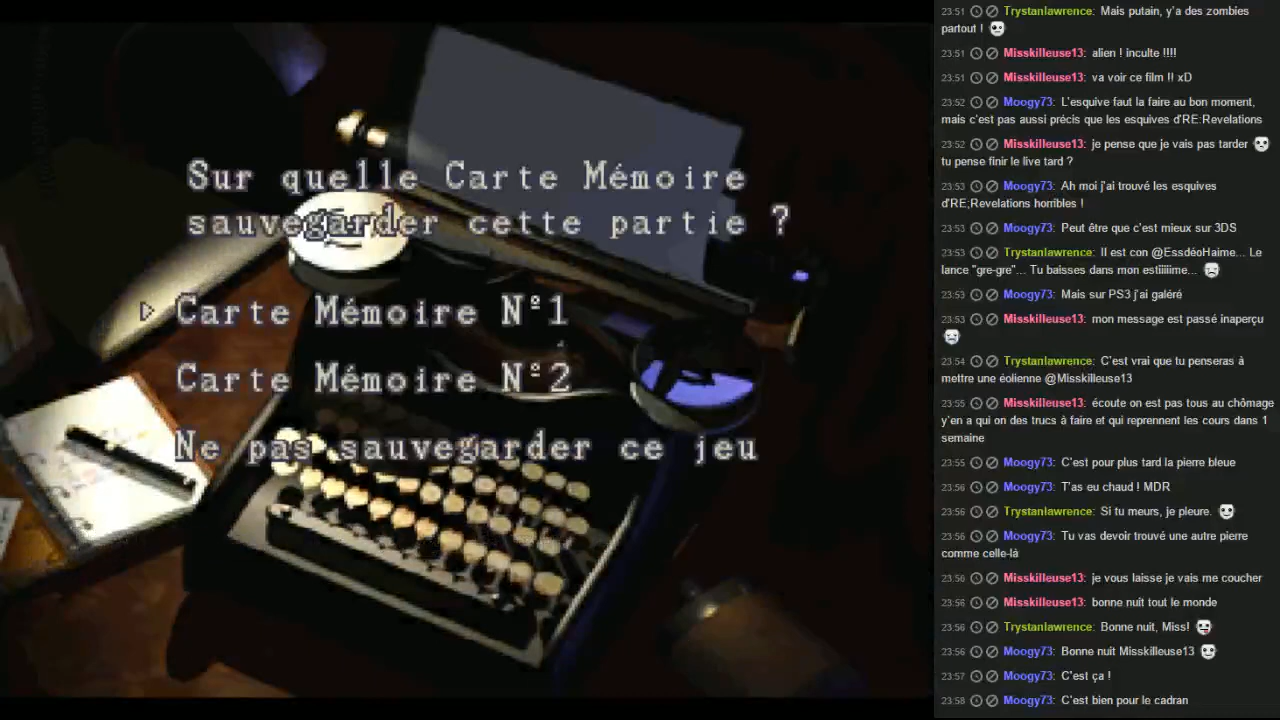 Sur quelle Carte Mémoire
sauvegarder cette partie ?
Carte Mémoire Nº1
Carte Mémoire Nº2
Ne pas sauvegarder ce jeu
23:51 Trystanlawrence: Mais putain, y'a des zombies
partout !
23:51 Misskilleuse13: alien ! inculte !!!!
23:51 Misskilleuse13: va voir ce film !! xD
23:52 Moogy73: L'esquive faut la faire au bon moment,
mais c'est pas aussi précis que les esquives d'RE:Revelations
23:52 Misskilleuse13: je pense que je vais pas tarder
tu pense finir le live tard ?
23:53 Moogy73: Ah moi j'ai trouvé les esquives
d'RE;Revelations horribles !
23:53 Moogy73: Peut être que c'est mieux sur 3DS
23:53 Trystanlawrence: Il est con @EssdéoHaime... Le
lance "gre-gre"... Tu baisses dans mon estiiiiime...
23:53 Moogy73: Mais sur PS3 j'ai galéré
23:53 Misskilleuse13: mon message est passé inaperçu
23:54 Trystanlawrence: C'est vrai que tu penseras à
mettre une éolienne @Misskilleuse13
23:55 Misskilleuse13: écoute on est pas tous au chômage
y'en a qui on des trucs à faire et qui reprennent les cours dans 1
semaine
23:55 Moogy73: C'est pour plus tard la pierre bleue
23:56 Moogy73: T'as eu chaud ! MDR
23:56 Trystanlawrence: Si tu meurs, je pleure.
23:56 Moogy73: Tu vas devoir trouvé une autre pierre
comme celle-là
23:56 Misskilleuse13: je vous laisse je vais me coucher
23:56 Misskilleuse13: bonne nuit tout le monde
23:56 Trystanlawrence: Bonne nuit, Miss!
23:56 Moogy73: Bonne nuit Misskilleuse13
23:57 Moogy73: C'est ça !
23:58 Moogy73: C'est bien pour le cadran